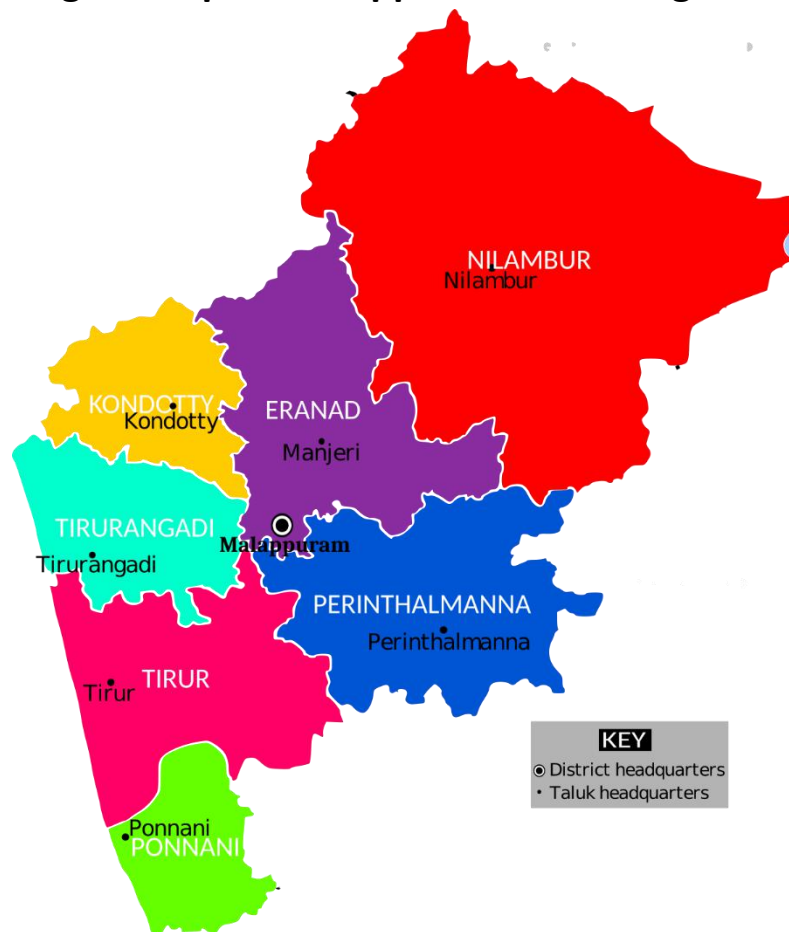 NILAMBUR
Nilambur
KONDOTTY
Kondotty
ERANAD
Manjeri
TIRURANGADI
Tirurangadi
Malappuram
PERINTHALMANNA
Perinthalmanna
TIRUR
Tirur
KEY
District headquarters
Taluk headquarters
Ponnani
PONNANI